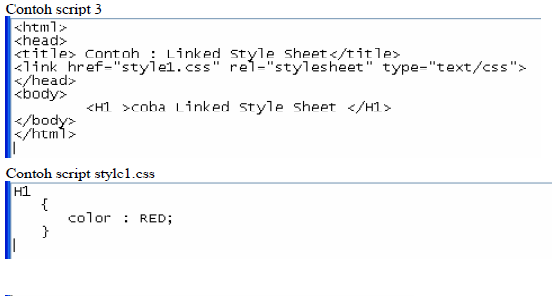 Contoh script 3
<html>
<head>
<title> Contoh : Linked Style Sheet</title>
<link href="style1.css" rel="stylesheet" type="text/css">
</head>
<body>
<H1 >coba Linked Style Sheet </H1>
</body>
</html>
Contoh script style1.css
H1
{
color : RED;
}